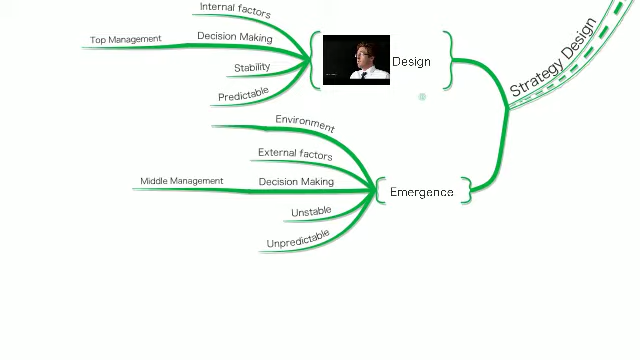 Internal factors
Top Management
Decision Making
Stability
Predictable
Design
Strategy Design
Environment
External factors
Middle Management
Decision Making
Unstable
Unpredictable
Emergence